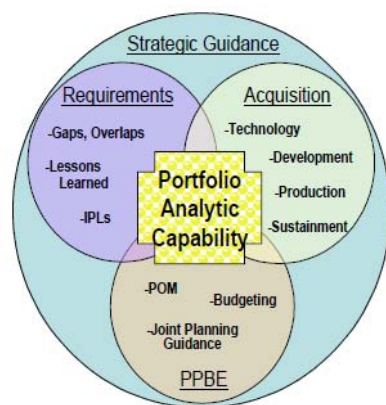 Strategic Guidance
Requirements
-Gaps, Overlaps
-Lessons
Learned
-IPLs
Acquisition
-Technology
-Development
-Production
-Sustainment
Portfolio
Analytic
Capability
-POM
-Budgeting
-Joint Planning
Guidance
PPBE